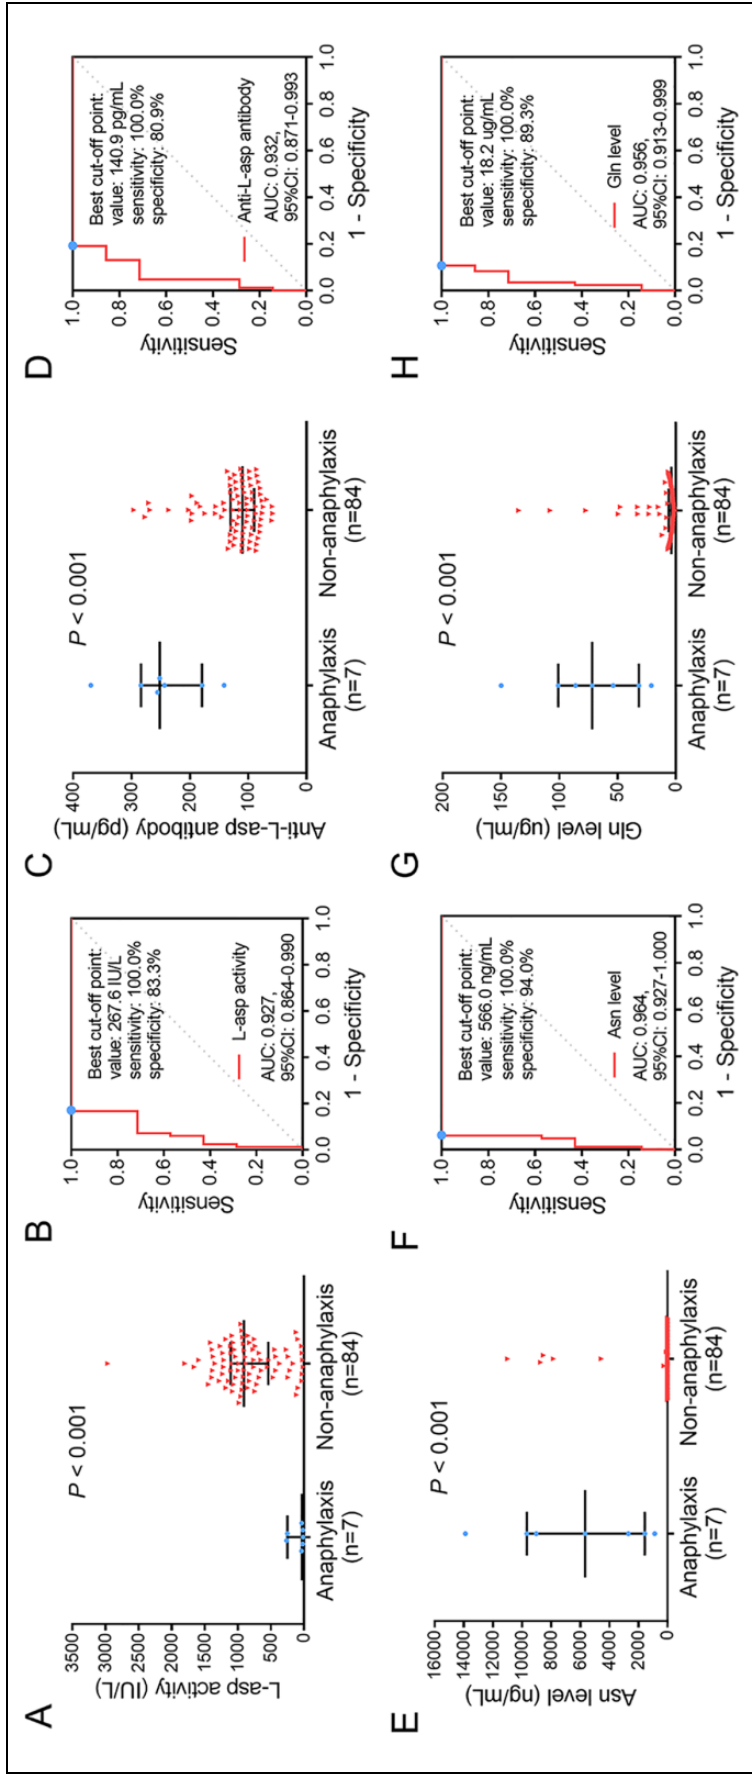 A
3500
3000
2500
2000
1500
1000
500
0
L-asp activity (IU/L)
P < 0.001
Anaphylaxis
(n=7)
Non-anaphylaxis
(n=84)
B
1.0
0.8
0.6
0.4
0.2
0.0
Sensitivity
Best cut-off point:
value: 267.6 IU/L
sensitivity: 100.0%
specificity: 83.3%
L-asp activity
AUC: 0.927,
95%CI: 0.864-0.990
0.0 0.2 0.4 0.6 0.8 1.0
1 - Specificity
C
400
300
200
100
0
Anti-L-asp antibody (pg/mL)
P < 0.001
Anaphylaxis
(n=7)
Non-anaphylaxis
(n=84)
D
1.0
0.8
0.6
0.4
0.2
0.0
Sensitivity
Best cut-off point:
value: 140.9 pg/mL
sensitivity: 100.0%
specificity: 80.9%
Anti-L-asp antibody
AUC: 0.932,
95%CI: 0.871-0.993
0.0 0.2 0.4 0.6 0.8 1.0
1 - Specificity
E
16000
14000
12000
10000
8000
6000
4000
2000
0
Asn level (ng/mL)
P < 0.001
Anaphylaxis
(n=7)
Non-anaphylaxis
(n=84)
F
1.0
0.8
0.6
0.4
0.2
0.0
Sensitivity
Best cut-off point:
value: 566.0 ng/mL
sensitivity: 100.0%
specificity: 94.0%
Asn level
AUC: 0.964,
95%CI: 0.927-1.000
0.0 0.2 0.4 0.6 0.8 1.0
1 - Specificity
G
200
150
100
50
0
Gln level (ug/mL)
P < 0.001
Anaphylaxis
(n=7)
Non-anaphylaxis
(n=84)
H
1.0
0.8
0.6
0.4
0.2
0.0
Sensitivity
Best cut-off point:
value: 18.2 ug/mL
sensitivity: 100.0%
specificity: 89.3%
Gln level
AUC: 0.956,
95%CI: 0.913-0.999
0.0 0.2 0.4 0.6 0.8 1.0
1 - Specificity